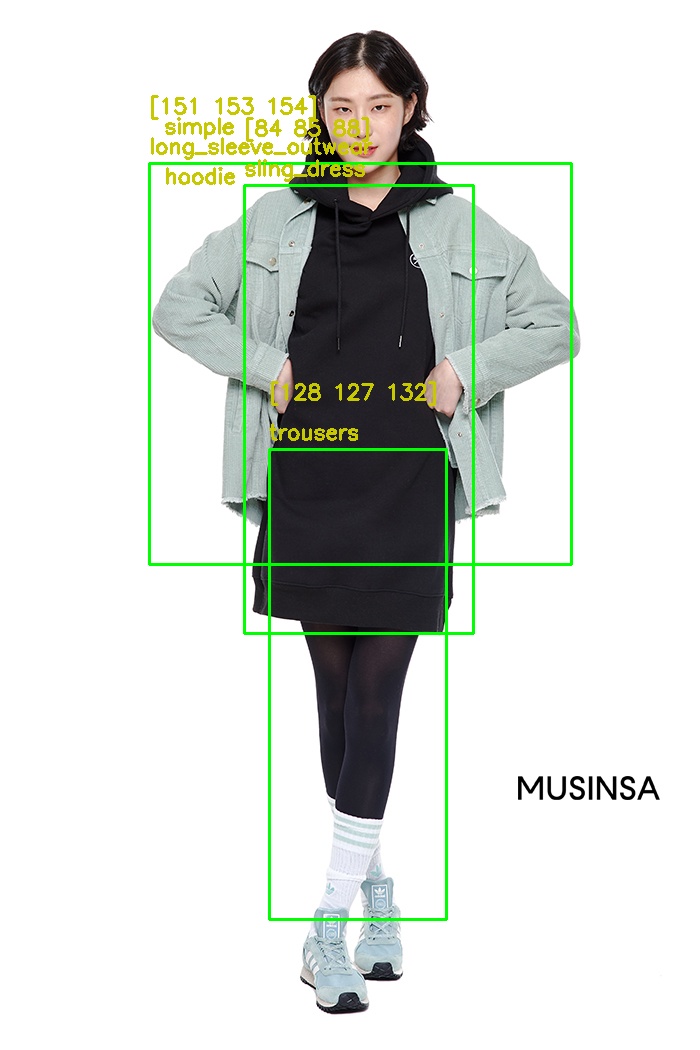 [151 153 154]
simple
[84 85 88]
long_sleeve_outwear
hoodie
sling_dress
[128 127 132]
trousers
MUSINSA